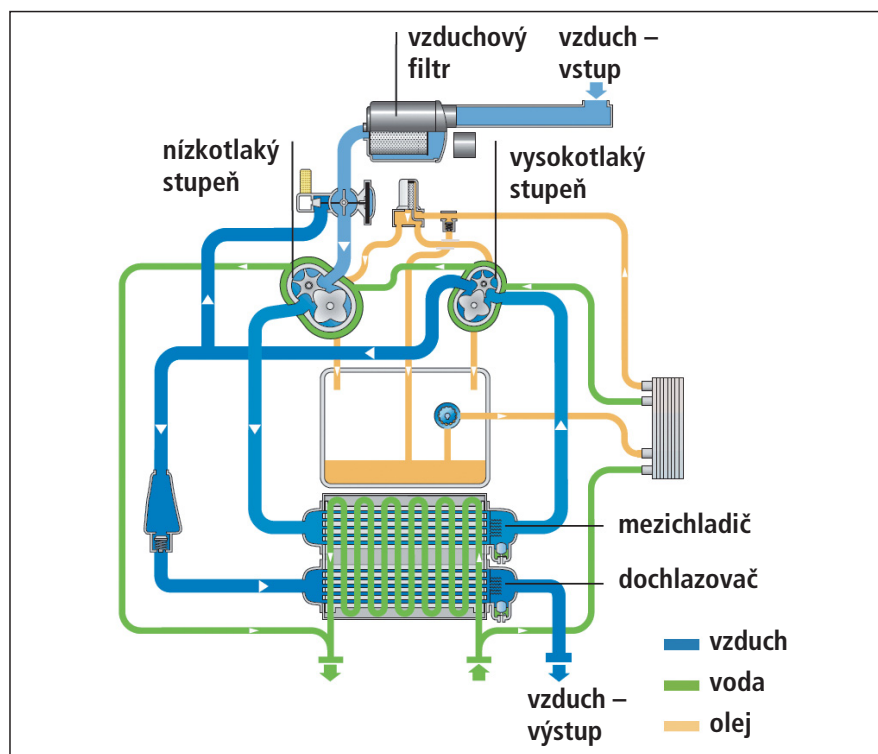 vzduchový
filtr
vzduch –
vstup
nízkotlaký
stupeň
vysokotlaký
stupeň
mezichladič
dochlazovač
vzduch
voda
olej
vzduch –
výstup